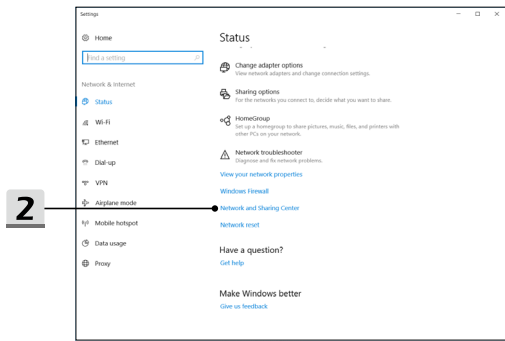 Settings
Home
Find a setting
Network & Internet
Status
Wi-Fi
Ethernet
Dial-up
VPN
Airplane mode
Mobile hotspot
Data usage
Proxy
2
Status
Change adapter options
View network adapters and change connection settings.
Sharing options
For the networks you connect to, decide what you want to share.
HomeGroup
Set up a homegroup to share pictures, music, files, and printers with
other PCs on your network.
Network troubleshooter
Diagnose and fix network problems.
View your network properties
Windows Firewall
Network and Sharing Center
Network reset
Have a question?
Get help
Make Windows better
Give us feedback